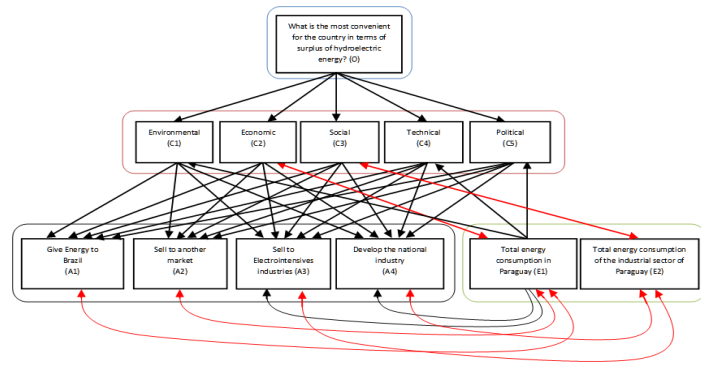 What is the most convenient
for the country in terms of
surplus of hydroelectric
energy? (O)
Environmental
(C1)
Economic
(C2)
Social
(C3)
Technical
(C4)
Political
(C5)
Give Energy to
Brazil
(A1)
Sell to another
market
(A2)
Sell to
Electrointensives
industries (A3)
Develop the national
industry
(A4)
Total energy
consumption in
Paraguay (E1)
Total energy consumption
of the industrial sector of
Paraguay (E2)